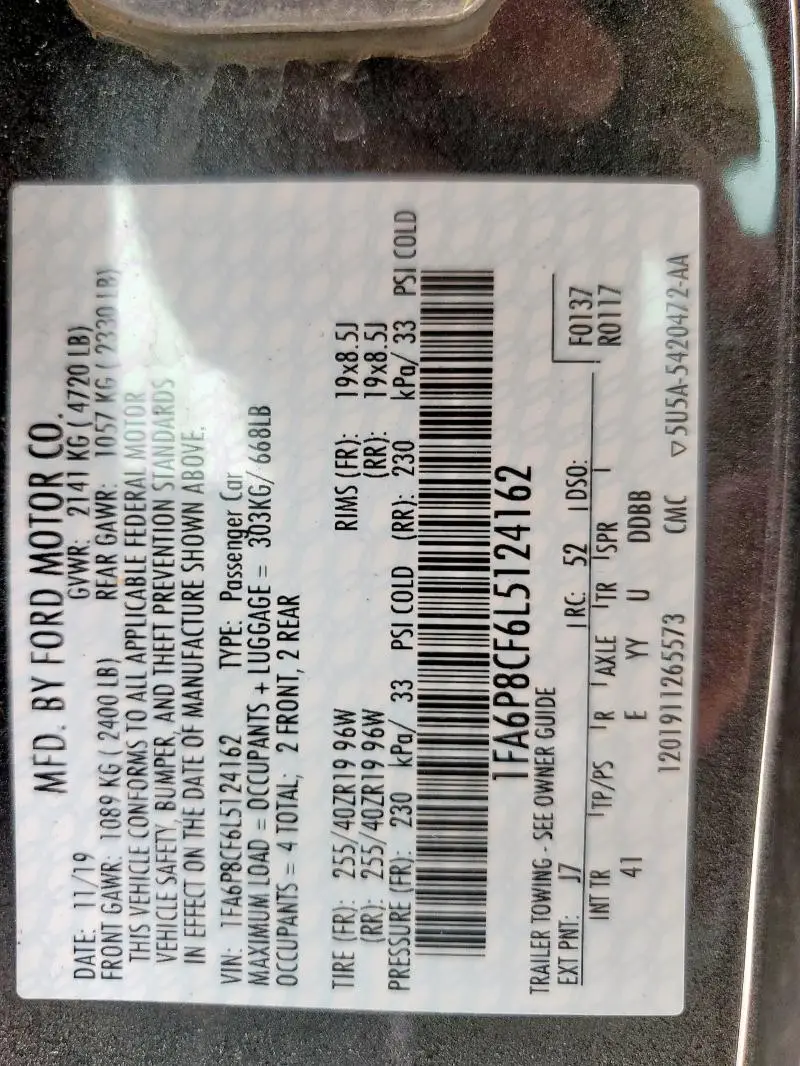 MFD. BY FORD MOTOR CO.
DATE: 11/19 GVWR: 2141 KG ( 4720 LB)
FRONT GAWR: 1089 KG ( 2400 LB) REAR GAWR: 1057 KG ( 2330 LB)
THIS VEHICLE CONFORMS TO ALL APPLICABLE FEDERAL MOTOR
VEHICLE SAFETY, BUMPER, AND THEFT PREVENTION STANDARDS
IN EFFECT ON THE DATE OF MANUFACTURE SHOWN ABOVE.
VIN: 1FA6P8CF6L5124162 TYPE: Passenger Car
MAXIMUM LOAD = OCCUPANTS + LUGGAGE = 303KG/ 668LB
OCCUPANTS = 4 TOTAL; 2 FRONT, 2 REAR
TIRE (FR): 255/40ZR19 96W RIMS (FR): 19x8.5J
(RR): 255/40ZR19 96W (RR): 19x8.5J
PRESSURE (FR): 230 kPa/ 33 PSI COLD (RR): 230 kPa/ 33 PSI COLD
1FA6P8CF6L5124162
TRAILER TOWING - SEE OWNER GUIDE
EXT PNT: J7 RC: 52 DSO:
F0137
R0117
INT TR TP/PS R AXLE TR SPR
41 E YY U DDBB
1201911265573 CMC ▽5U5A-5420472-AA